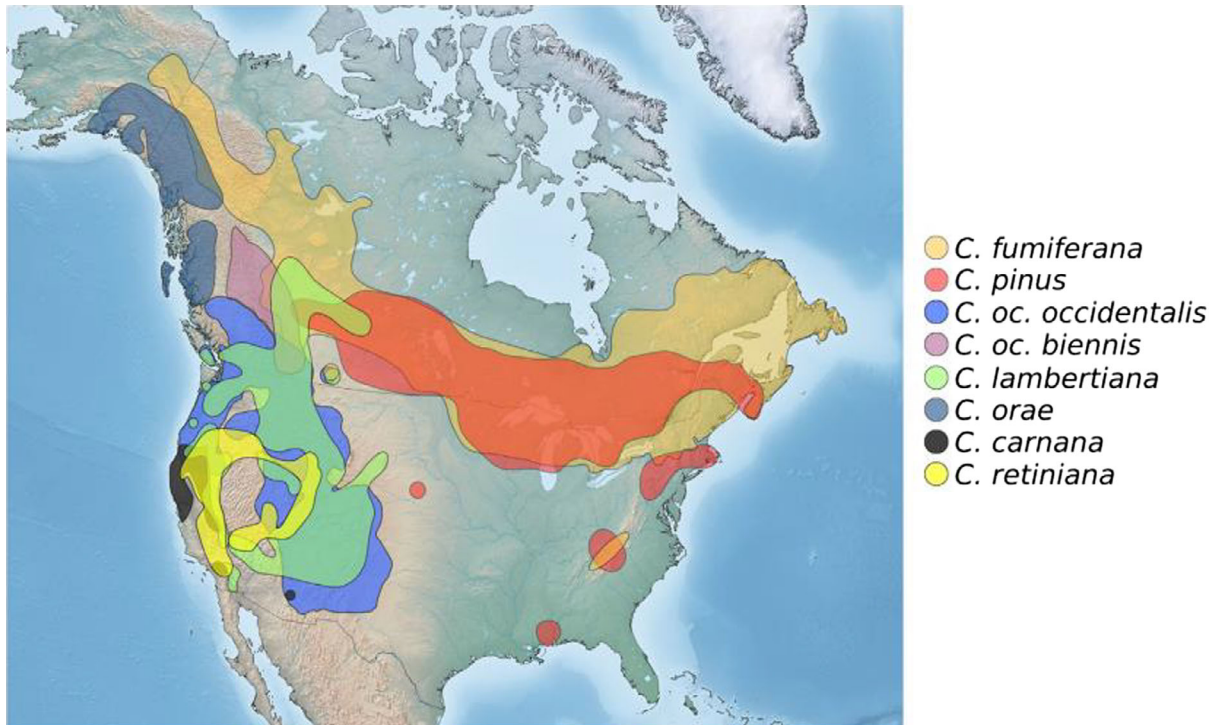 C. fumiferana
C. pinus
C. oc. occidentalis
C. oc. biennis
C. lambertiana
C. orae
C. carnana
C. retiniana